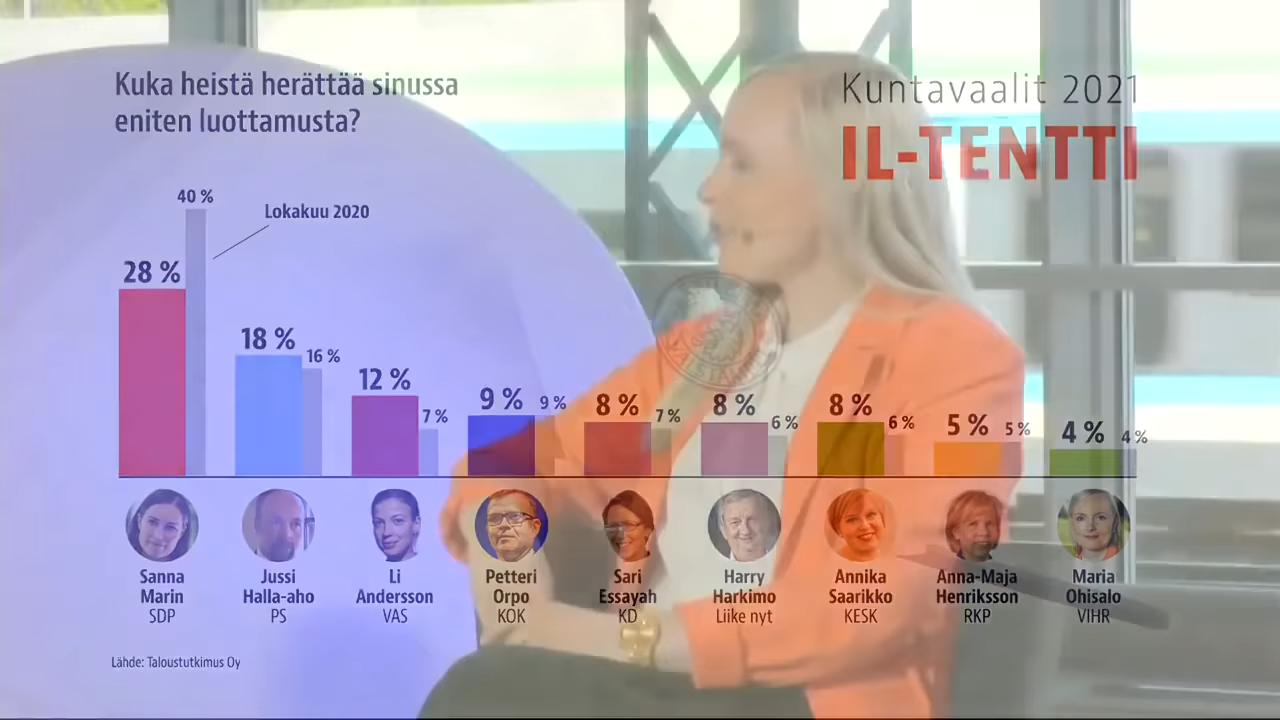 Kuka heistä herättää sinussa
eniten luottamusta?
Kuntavaalit 2021
IL-TENTTI
40 %
Lokakuu 2020
28 %
18 %
16 %
12 %
7 %
9 %
9 %
8 %
7 %
8 %
6 %
8 %
6 %
5 %
5 %
4 %
4 %
Sanna
Marin
SDP
Jussi
Halla-aho
PS
Li
Andersson
VAS
Petteri
Orpo
KOK
Sari
Essayah
KD
Harry
Harkimo
Liike nyt
Annika
Saarikko
KESK
Anna-Maja
Henriksson
RKP
Maria
Ohisalo
VIHR
Lähde: Taloustutkimus Oy